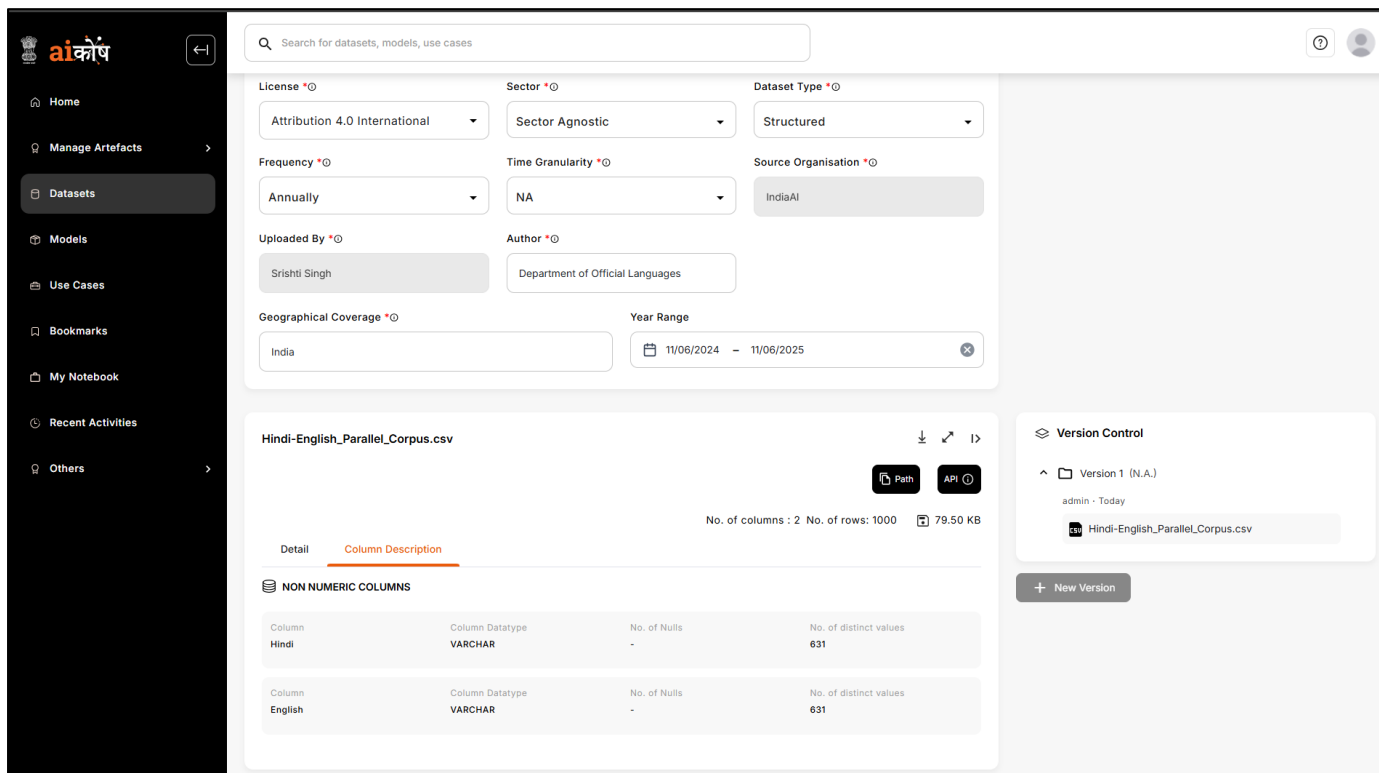 aiकोष
Search for datasets, models, use cases
Home
Manage Artefacts
Datasets
Models
Use Cases
Bookmarks
My Notebook
Recent Activities
Others
License * Sector * Dataset Type *
Attribution 4.0 International Sector Agnostic Structured
Frequency * Time Granularity * Source Organisation *
Annually NA IndiaAI
Uploaded By * Author *
Srishti Singh Department of Official Languages
Geographical Coverage * Year Range
India 11/06/2024 – 11/06/2025
Hindi-English_Parallel_Corpus.csv
Path API
No. of columns : 2 No. of rows: 1000 79.50 KB
Detail Column Description
NON NUMERIC COLUMNS
Column Column Datatype No. of Nulls No. of distinct values
Hindi VARCHAR - 631
Column Column Datatype No. of Nulls No. of distinct values
English VARCHAR - 631
Version Control
Version 1 (N.A.)
admin · Today
CSV Hindi-English_Parallel_Corpus.csv
+ New Version